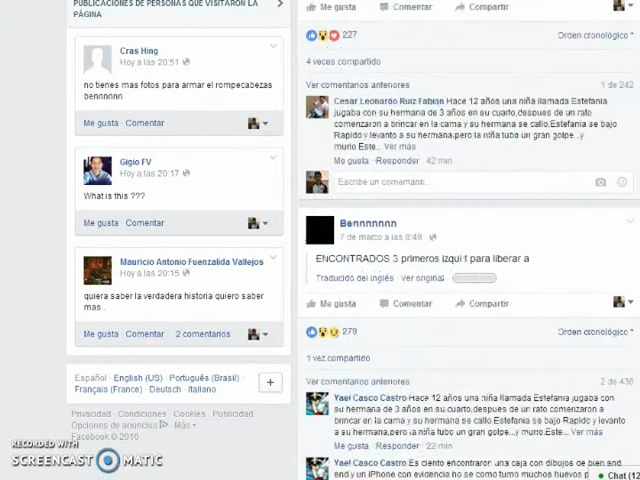 PUBLICACIONES DE PERSONAS QUE VISITARON LA
PÁGINA
Cras Hing
Hoy a las 20:51
no tienes mas fotos para armar el rompecabezas
bennnnnn
Me gusta · Comentar
Gigio FV
Hoy a las 20:17
What is this ???
Me gusta · Comentar
Mauricio Antonio Fuenzalida Vallejos
Hoy a las 20:15
quiera saber la verdadera historia quiero saber
mas .
Me gusta · Comentar · 2 comentarios
Español · English (US) · Português (Brasil) ·
Français (France) · Deutsch · Italiano
Privacidad · Condiciones · Cookies · Publicidad
Opciones de anuncios · Más
Facebook © 2016
RECORDED WITH
SCREENCAST MATIC
Me gusta Comentar Compartir
227 Orden cronológico
4 veces compartido
Ver comentarios anteriores 1 de 242
Cesar Leonardo Ruiz Fabian Hace 12 años una niña llamada Estefania
jugaba con su hermana de 3 años en su cuarto,despues de un rato
comenzaron a brincar en la cama y su hermana se callo,Estefania se bajo
Rapido y levanto a su hermana,pero la niña tubo un gran golpe...y
murio Este... Ver más
Me gusta · Responder · 42 min
Escribe un comentario...
Bennnnnnn
7 de marzo a las 8:49
ENCONTRADOS 3 primeros izqui t para liberar a
Traducido del inglés · Ver original
Me gusta Comentar Compartir
279 Orden cronológico
1 vez compartido
Ver comentarios anteriores 2 de 436
Yael Casco Castro Hace 12 años una niña llamada Estefania jugaba con
su hermana de 3 años en su cuarto,despues de un rato comenzaron a
brincar en la cama y su hermana se callo,Estefania se bajo Rapido y levanto
a su hermana,pero la niña tubo un gran golpe...y murio Este... Ver más
Me gusta · Responder · 22 min
Yael Casco Castro Es ciento encontraron una caja con dibujos de bien and
end y un iPhone con evidencia ho se como tumo muchos huevos p
Chat (12